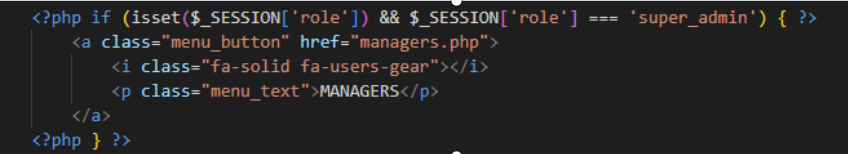 <?php if (isset($_SESSION['role']) && $_SESSION['role'] === 'super_admin') { ?>
    <a class="menu_button" href="managers.php">
        <i class="fa-solid fa-users-gear"></i>
        <p class="menu_text">MANAGERS</p>
    </a>
<?php } ?>